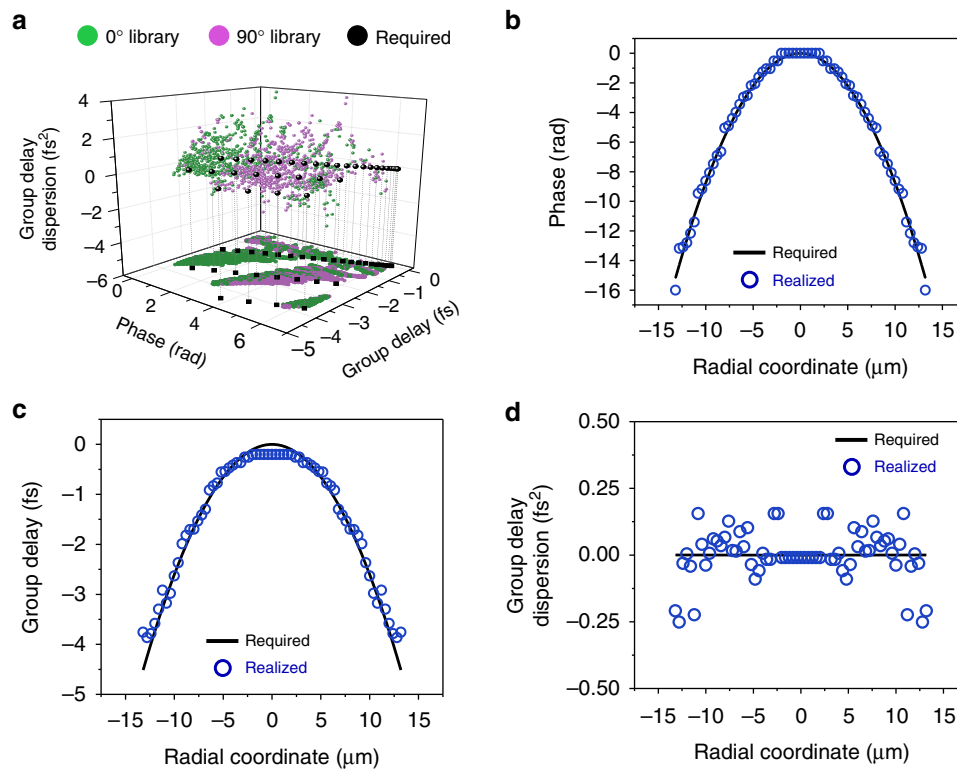 a
0° library
90° library
Required
4
2
0
−2
−4
−6
Group delay
dispersion (fs²)
0
2
4
6
Phase (rad)
−5
−4
−3
−2
−1
0
Group delay (fs)
b
0
−2
−4
−6
−8
−10
−12
−14
−16
Phase (rad)
Required
Realized
−15 −10 −5 0 5 10 15
Radial coordinate (μm)
c
0
−1
−2
−3
−4
−5
Group delay (fs)
Required
Realized
−15 −10 −5 0 5 10 15
Radial coordinate (μm)
d
0.50
0.25
0.00
−0.25
−0.50
Group delay
dispersion (fs²)
Required
Realized
−15 −10 −5 0 5 10 15
Radial coordinate (μm)